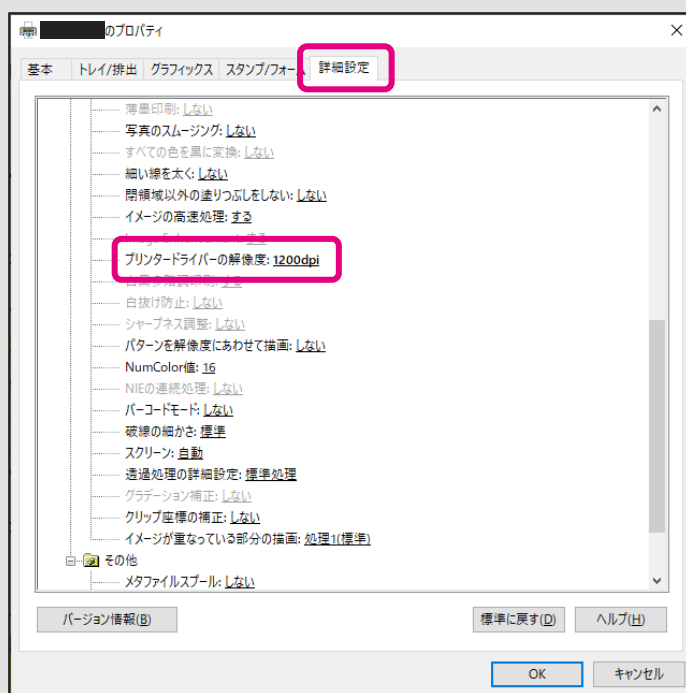 のプロパティ
基本 トレイ/排出 グラフィックス スタンプ/フォー 詳細設定
薄墨印刷: しない
写真のスムージング: しない
すべての色を黒に変換: しない
細い線を太く: しない
閉領域以外の塗りつぶしをしない: しない
イメージの高速処理: する
プリンタードライバーの解像度: 1200dpi
白抜け防止: しない
シャープネス調整: しない
パターンを解像度にあわせて描画: しない
NumColor値: 16
NIEの連続処理: しない
バーコードモード: しない
破線の細かさ: 標準
スクリーン: 自動
透過処理の詳細設定: 標準処理
グラデーション補正: しない
クリップ座標の補正: しない
イメージが重なっている部分の描画: 処理1(標準)
その他
メタファイルスプール: しない
バージョン情報(B) 標準に戻す(D) ヘルプ(H)
OK キャンセル